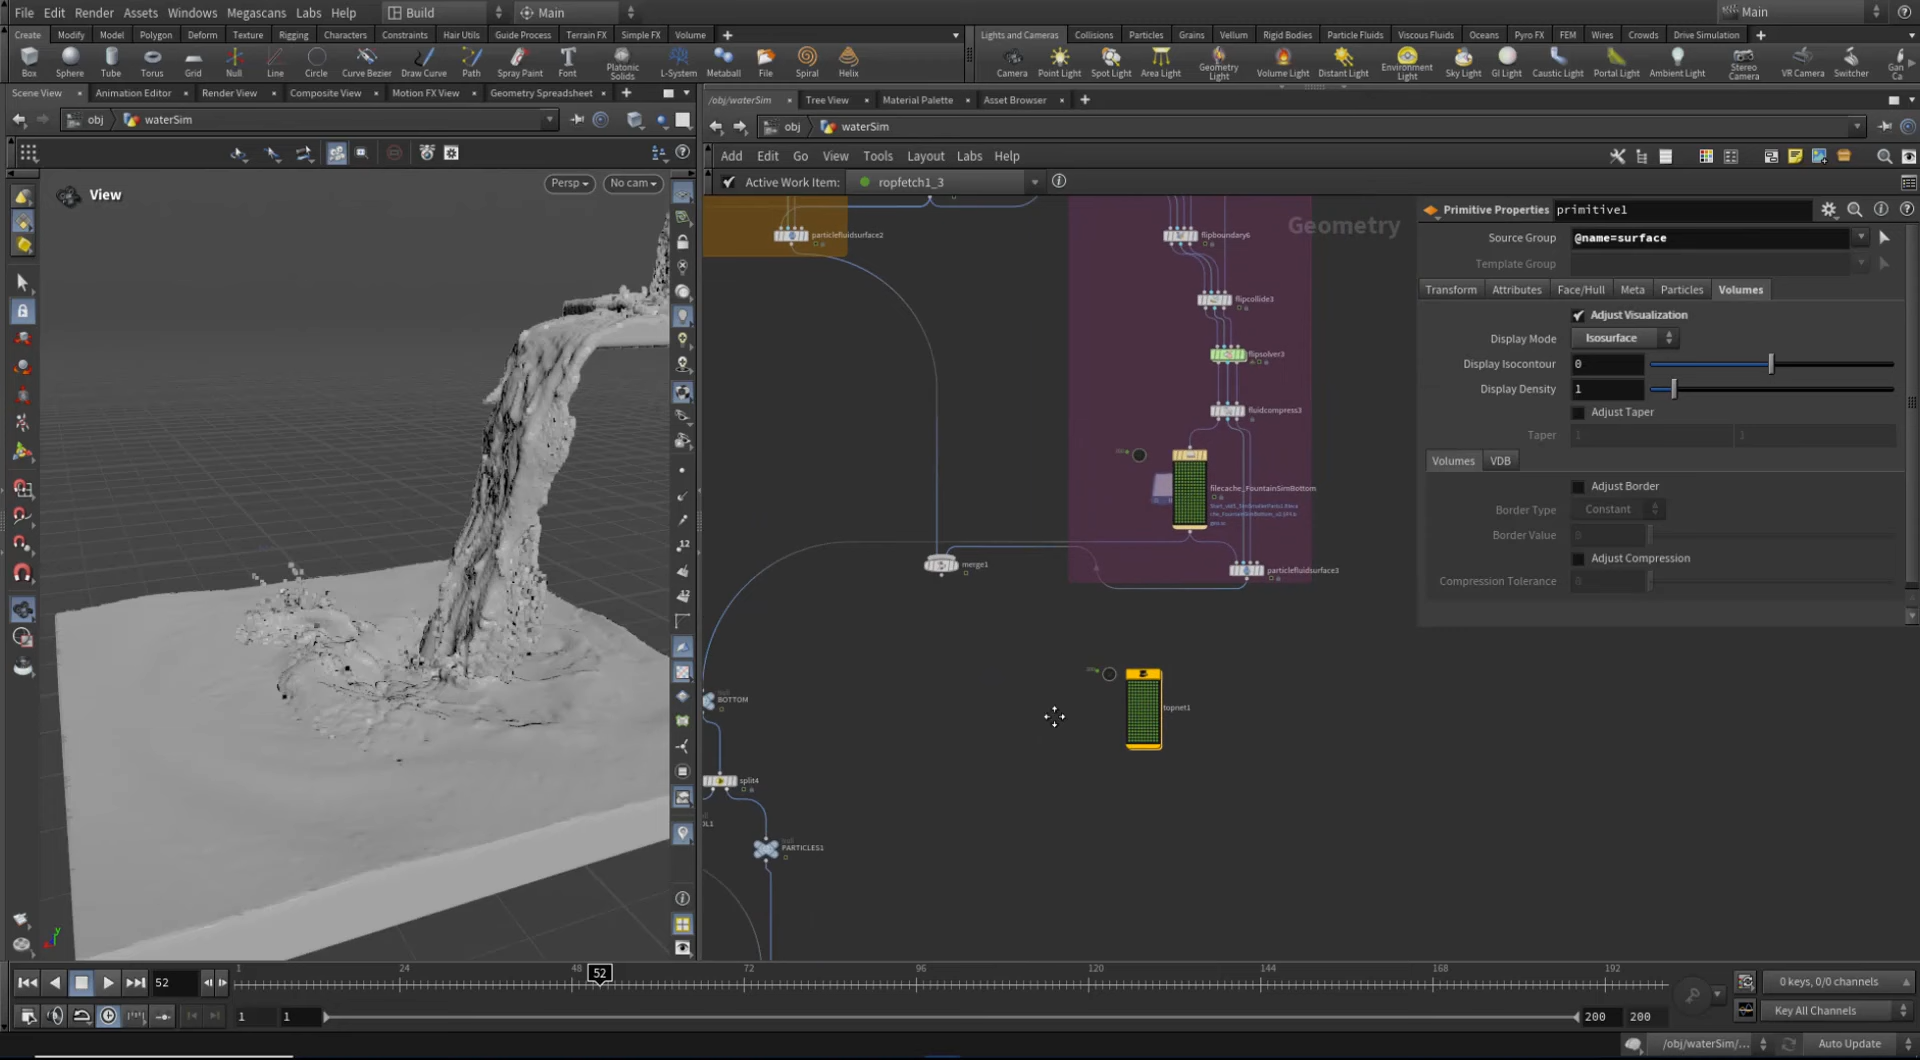 File Edit Render Assets Windows Megascans Labs Help Build Main Main
Create Modify Model Polygon Deform Texture Rigging Characters Constraints Hair Utils Guide Process Terrain FX Simple FX Volume
Lights and Cameras Collisions Particles Grains Vellum Rigid Bodies Particle Fluids Viscous Fluids Oceans Pyro FX FEM Wires Crowds Drive Simulation
Box Sphere Tube Torus Grid Null Line Circle Curve Bezier Draw Curve Path Spray Paint Font Platonic Solids L-System Metaball File Spiral Helix
Camera Point Light Spot Light Area Light Geometry Light Volume Light Distant Light Environment Light Sky Light GI Light Caustic Light Portal Light Ambient Light Stereo Camera VR Camera Switcher Gan Ca
Scene View Animation Editor Render View Composite View Motion FX View Geometry Spreadsheet
/obj/waterSim Tree View Material Palette Asset Browser
obj waterSim
obj waterSim
Add Edit Go View Tools Layout Labs Help
Active Work Item: ropfetch1_3
View
Persp No cam
Geometry
particlefluidsurface2
flipboundary6
flipcollide3
flipsolver3
fluidcompress3
filecache_FountainSimBottom
merge1
particlefluidsurface3
topnet1
Null
BOTTOM
split4
OL1
Null
PARTICLES1
Primitive Properties primitive1
Source Group @name=surface
Template Group
Transform Attributes Face/Hull Meta Particles Volumes
Adjust Visualization
Display Mode Isosurface
Display Isocontour 0
Display Density 1
Adjust Taper
Taper 1 1
Volumes VDB
Adjust Border
Border Type Constant
Border Value 0
Adjust Compression
Compression Tolerance 0
52
1 24 48 52 72 96 120 144 168 192
0 keys, 0/0 channels
1 1 200 200
Key All Channels
/obj/waterSim/... Auto Update